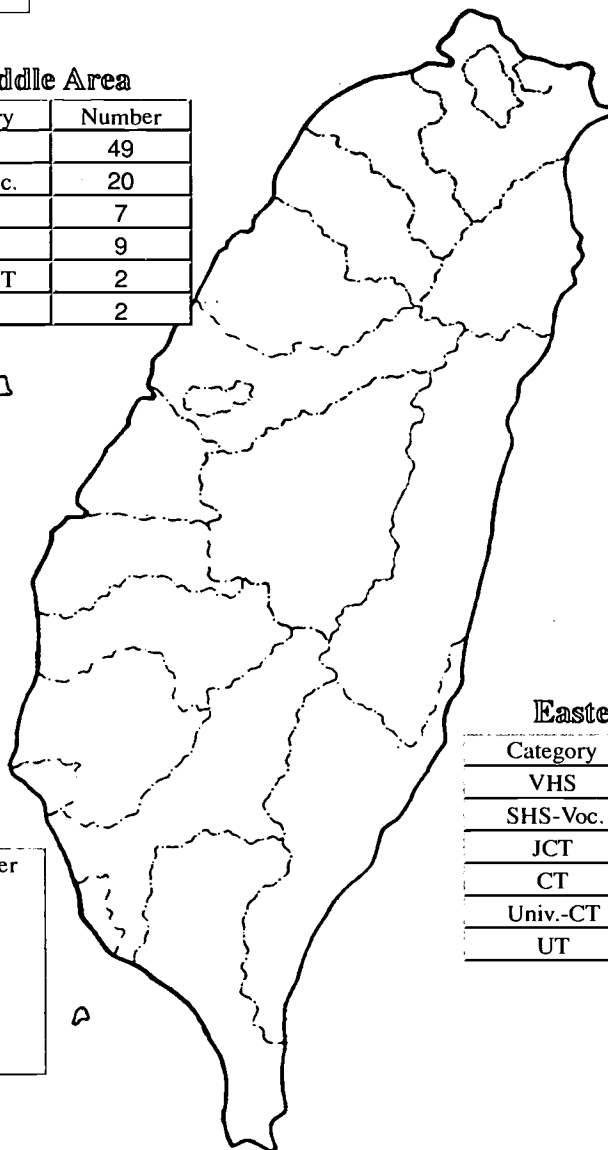 ddle Area
ry Number
49
c. 20
7
9
T 2
2
Easte
Category
VHS
SHS-Voc.
JCT
CT
Univ.-CT
UT
er